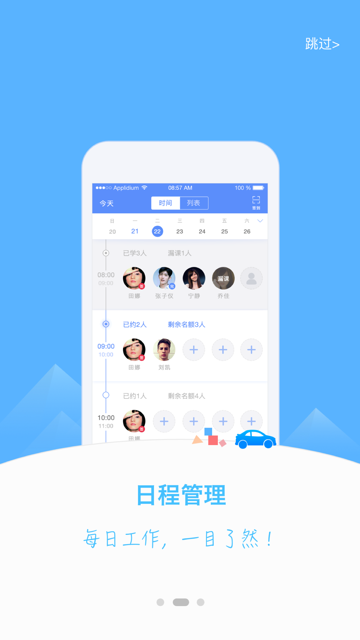 跳过>
Applidium 08:57 AM 100 %
今天 时间 列表 签到
日 一 二 三 四 五 六
20 21 22 23 24 25 26
已学3人 漏课1人
08:00
09:00
漏课
田娜 张子悦 宁静 乔任
已约2人 剩余名额3人
09:00
10:00
田娜 刘凯
已约1人 剩余名额4人
10:00
11:00
田娜
日程管理
每日工作,一目了然!